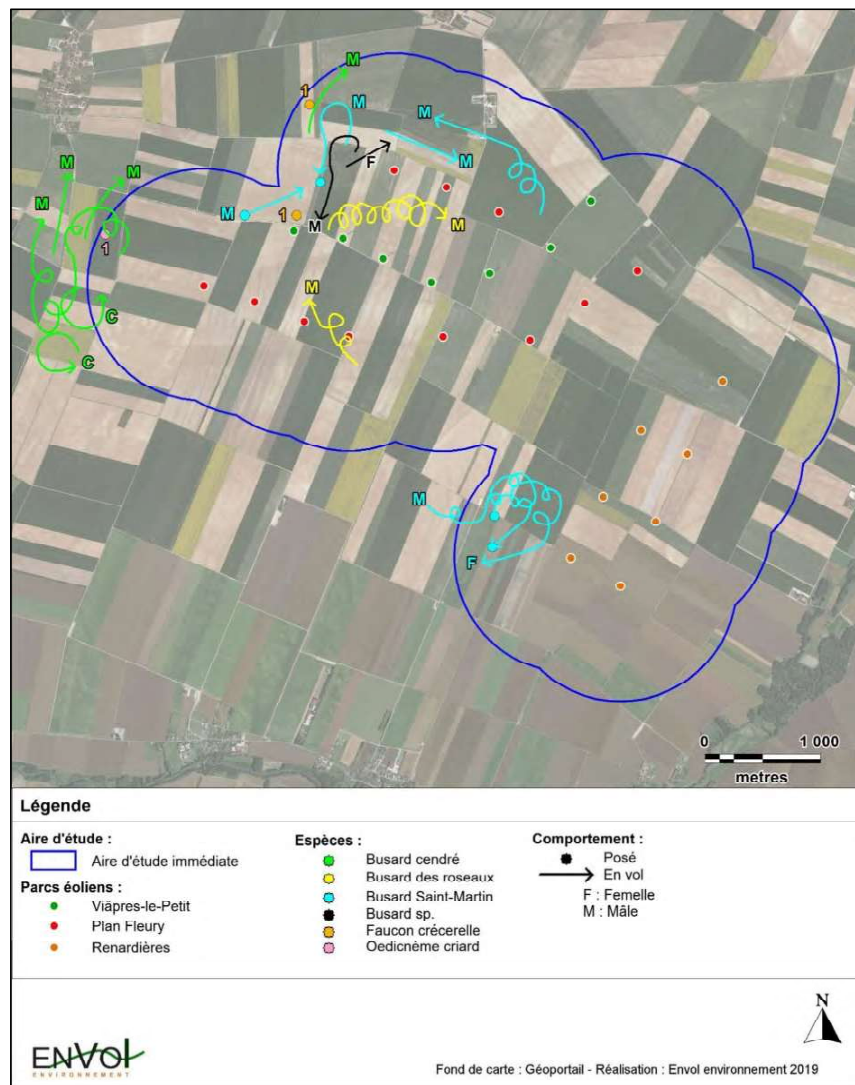 M
1
M
M
M
F
M
M
M
M
1
M
M
1
M
C
C
M
F
0 1 000
metres
Légende
Aire d'étude :
Aire d'étude immédiate
Parcs éoliens :
Viâpres-le-Petit
Plan Fleury
Renardières
Espèces :
Busard cendré
Busard des roseaux
Busard Saint-Martin
Busard sp.
Faucon crécerelle
Oedicnème criard
Comportement :
Posé
En vol
F : Femelle
M : Mâle
N
ENVOl
ENVIRONNEMENT
Fond de carte : Géoportail - Réalisation : Envol environnement 2019